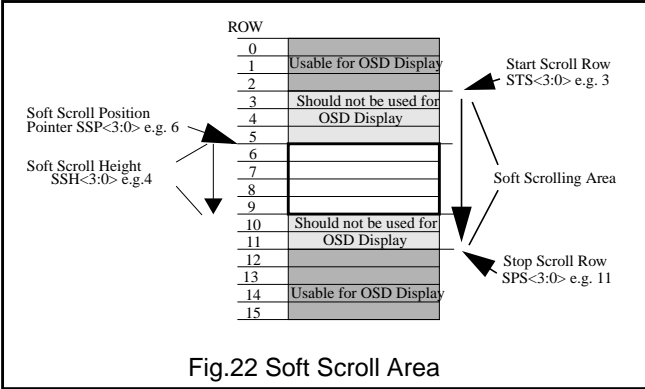 ROW
0
1
2
3
4
5
6
7
8
9
10
11
12
13
14
15
Usable for OSD Display
Should not be used for
OSD Display
Should not be used for
OSD Display
Usable for OSD Display
Soft Scroll Position
Pointer SSP<3:0> e.g. 6
Soft Scroll Height
SSH<3:0> e.g.4
Start Scroll Row
STS<3:0> e.g. 3
Soft Scrolling Area
Stop Scroll Row
SPS<3:0> e.g. 11
Fig.22 Soft Scroll Area